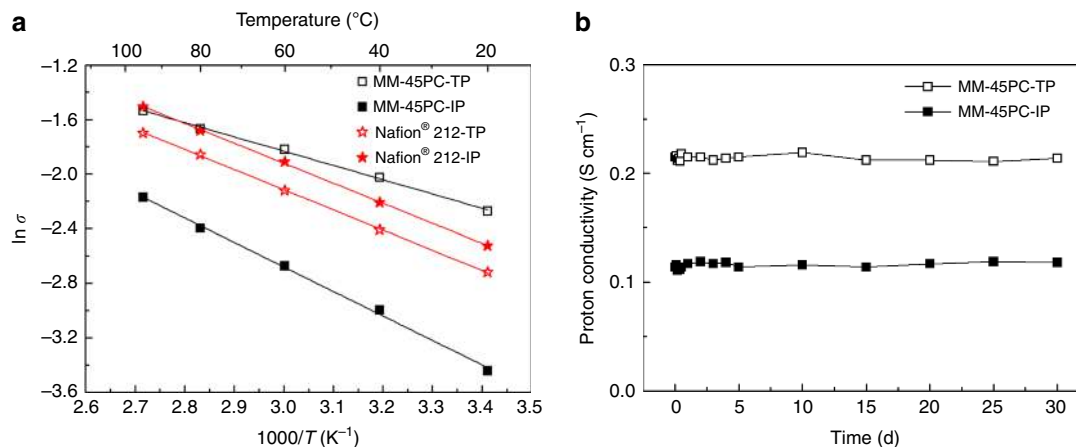 a
Temperature (°C)
100 80 60 40 20
–1.2
–1.6
–2.0
–2.4
–2.8
–3.2
–3.6
ln σ
MM-45PC-TP
MM-45PC-IP
Nafion® 212-TP
Nafion® 212-IP
2.6 2.7 2.8 2.9 3.0 3.1 3.2 3.3 3.4 3.5
1000/T (K⁻¹)
b
0.3
0.2
0.1
0.0
Proton conductivity (S cm⁻¹)
MM-45PC-TP
MM-45PC-IP
0 5 10 15 20 25 30
Time (d)